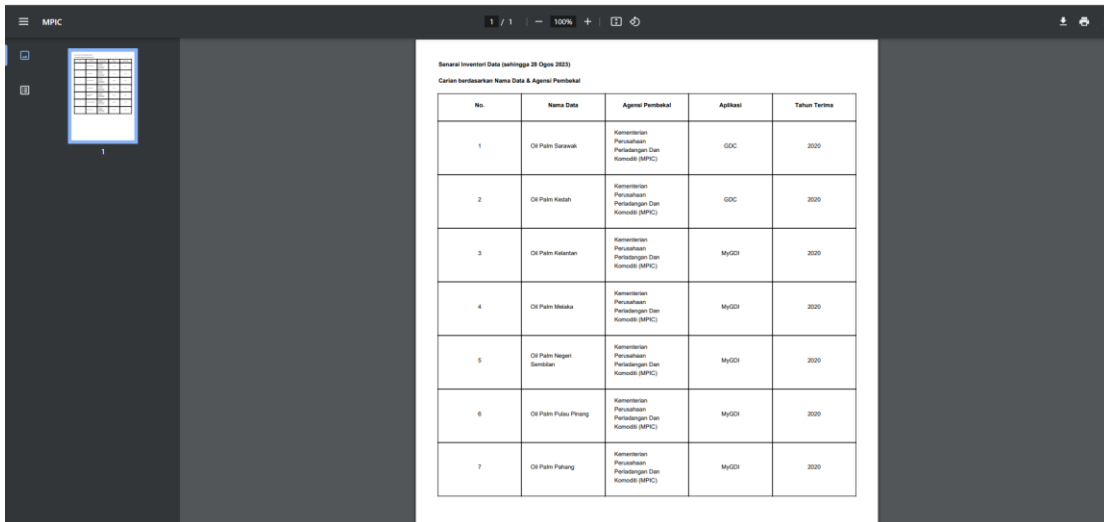 MPIC
1 / 1
100%
1
Senarai Inventori Data (sehingga 28 Ogos 2023)
Carian berdasarkan Nama Data & Agensi Pembekal
No. Nama Data Agensi Pembekal Aplikasi Tahun Terima
1 Oil Palm Sarawak Kementerian Perusahaan Perladangan Dan Komoditi (MPIC) GDC 2020
2 Oil Palm Kedah Kementerian Perusahaan Perladangan Dan Komoditi (MPIC) GDC 2020
3 Oil Palm Kelantan Kementerian Perusahaan Perladangan Dan Komoditi (MPIC) MyGDI 2020
4 Oil Palm Melaka Kementerian Perusahaan Perladangan Dan Komoditi (MPIC) MyGDI 2020
5 Oil Palm Negeri Sembilan Kementerian Perusahaan Perladangan Dan Komoditi (MPIC) MyGDI 2020
6 Oil Palm Pulau Pinang Kementerian Perusahaan Perladangan Dan Komoditi (MPIC) MyGDI 2020
7 Oil Palm Pahang Kementerian Perusahaan Perladangan Dan Komoditi (MPIC) MyGDI 2020